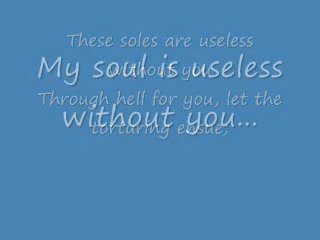 These soles are useless
My soul is useless
without you
Through hell for you, let the
without you...
torturing ensue,